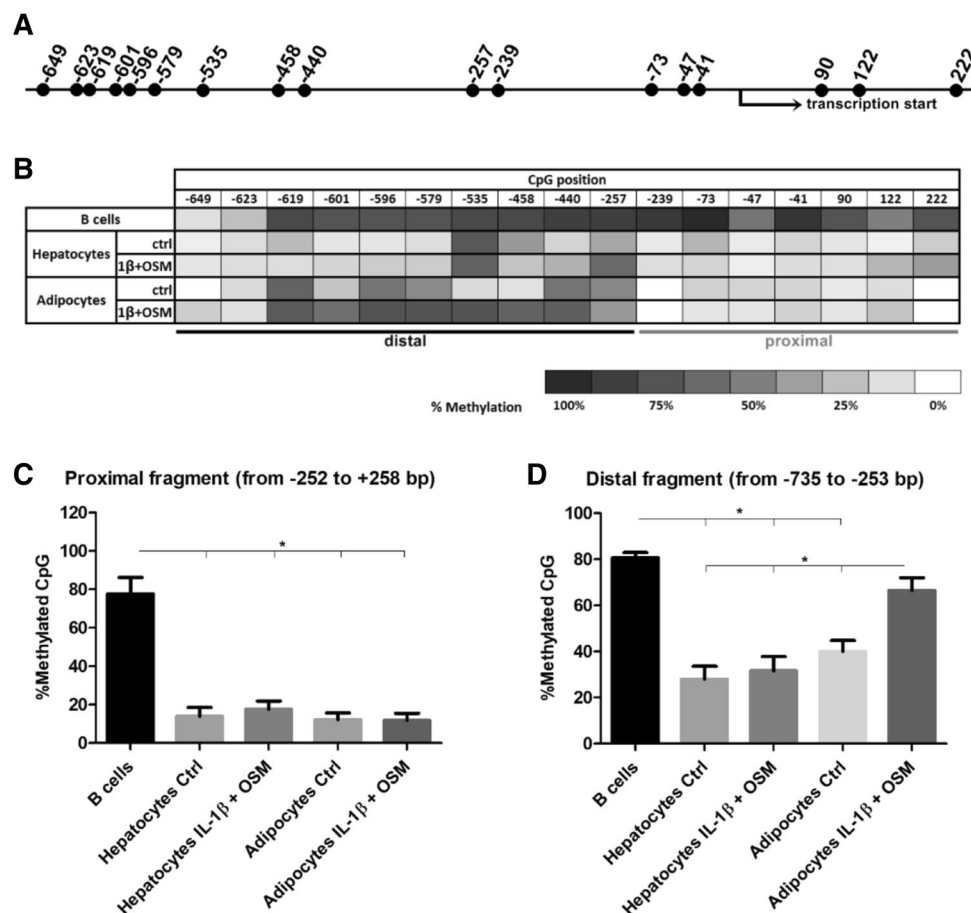 A
-649 -623 -619 -601 -596 -579 -535 -458 -440 -257 -239 -73 -47 -41 90 122 222
transcription start
B
CpG position
-649 -623 -619 -601 -596 -579 -535 -458 -440 -257 -239 -73 -47 -41 90 122 222
B cells
Hepatocytes ctrl
1β+OSM
Adipocytes ctrl
1β+OSM
distal proximal
% Methylation 100% 75% 50% 25% 0%
C Proximal fragment (from -252 to +258 bp)
%Methylated CpG
120
100
80
60
40
20
0
*
B cells
Hepatocytes Ctrl
Hepatocytes IL-1β + OSM
Adipocytes Ctrl
Adipocytes IL-1β + OSM
D Distal fragment (from -735 to -253 bp)
%Methylated CpG
100
80
60
40
20
0
*
*
B cells
Hepatocytes Ctrl
Hepatocytes IL-1β + OSM
Adipocytes Ctrl
Adipocytes IL-1β + OSM